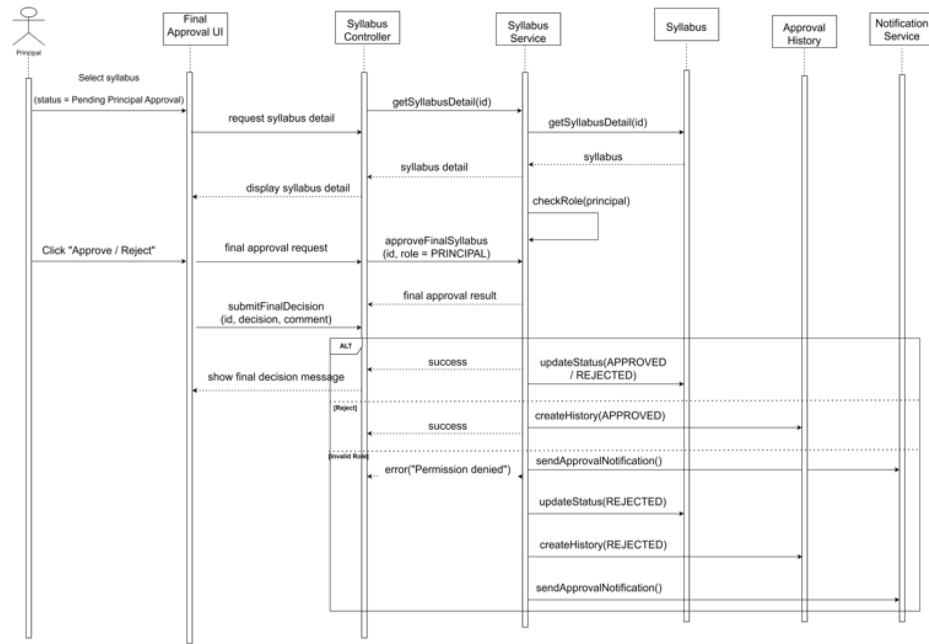 Principal
Final
Approval UI
Syllabus
Controller
Syllabus
Service
Syllabus
Approval
History
Notification
Service
Select syllabus
(status = Pending Principal Approval)
getSyllabusDetail(id)
request syllabus detail
getSyllabusDetail(id)
syllabus
syllabus detail
display syllabus detail
checkRole(principal)
Click "Approve / Reject"
final approval request
approveFinalSyllabus
(id, role = PRINCIPAL)
final approval result
submitFinalDecision
(id, decision, comment)
ALT
success
updateStatus(APPROVED
/ REJECTED)
show final decision message
[Reject]
createHistory(APPROVED)
success
[Invalid Role]
sendApprovalNotification()
error("Permission denied")
updateStatus(REJECTED)
createHistory(REJECTED)
sendApprovalNotification()